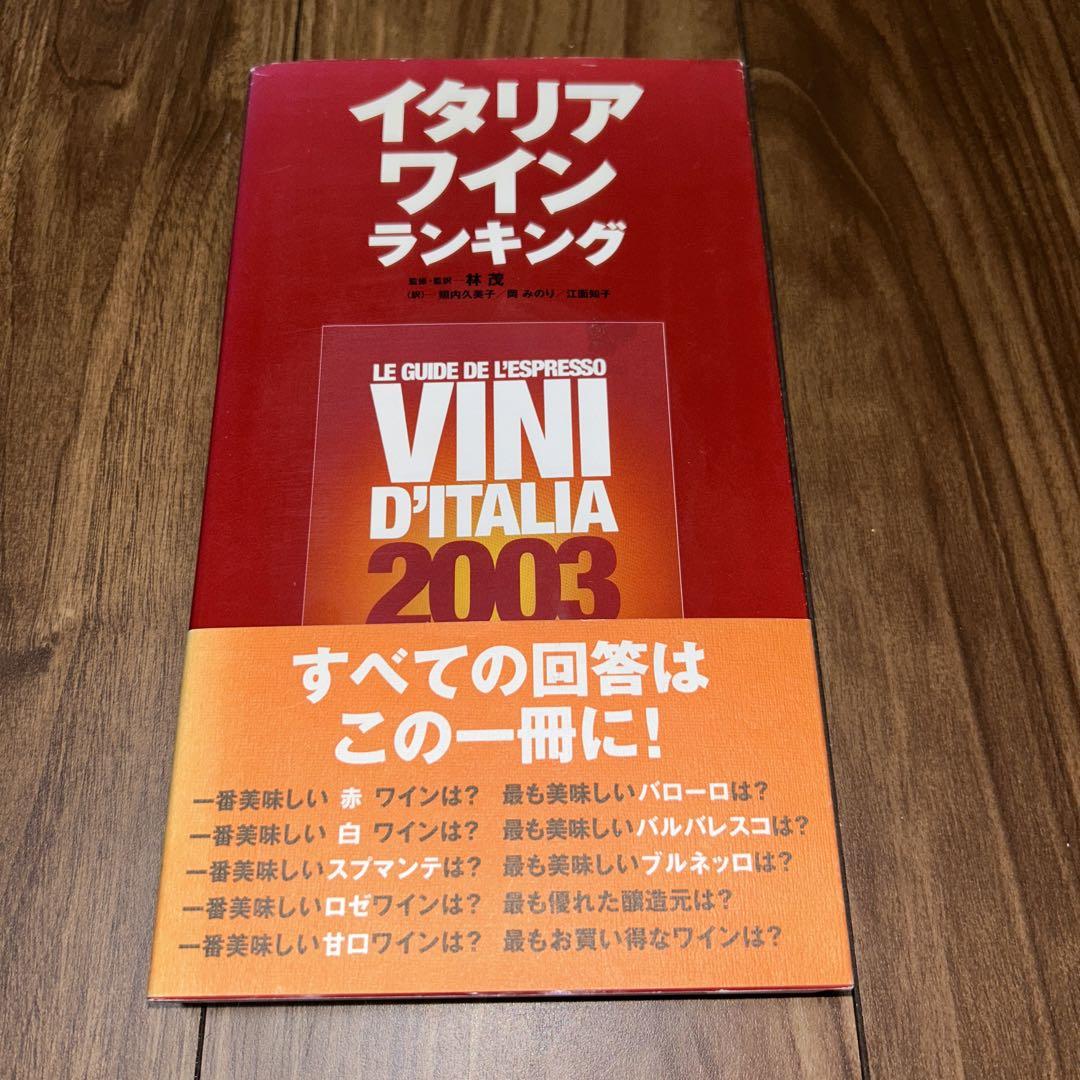 イタリア
ワイン
ランキング
監修・監訳―林 茂
(訳)―堀内久美子/岡 みのり/江面知子
LE GUIDE DE L'ESPRESSO
VINI
D'ITALIA
2003
すべての回答は
この一冊に!
一番美味しい 赤 ワインは? 最も美味しいバローロは?
一番美味しい 白 ワインは? 最も美味しいバルバレスコは?
一番美味しいスプマンテは? 最も美味しいブルネッロは?
一番美味しいロゼワインは? 最も優れた醸造元は?
一番美味しい甘口ワインは? 最もお買い得なワインは?